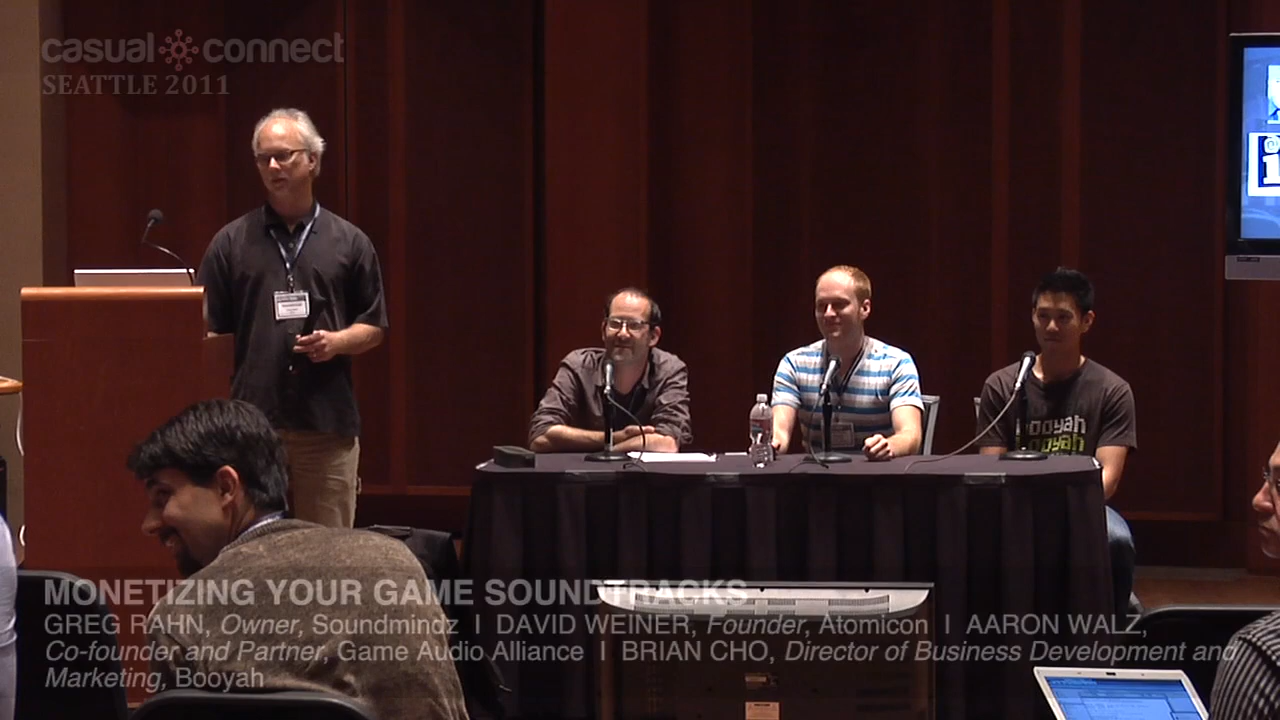 casual connect
SEATTLE 2011
booyah
booyah
MONETIZING YOUR GAME SOUNDTRACKS
GREG RAHN, Owner, Soundmindz I DAVID WEINER, Founder, Atomicon I AARON WALZ,
Co-founder and Partner, Game Audio Alliance I BRIAN CHO, Director of Business Development and
Marketing, Booyah